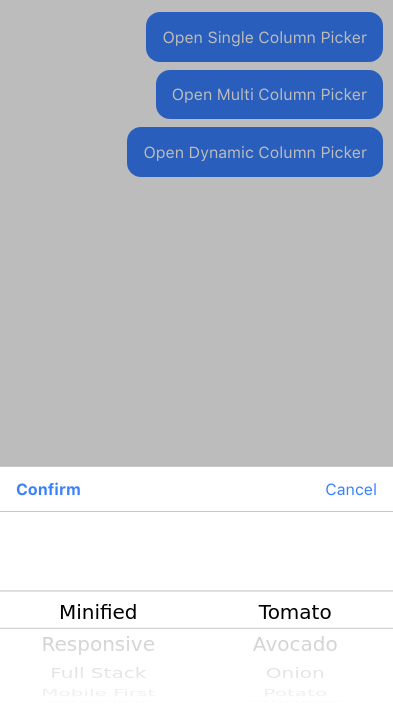 Open Single Column Picker
Open Multi Column Picker
Open Dynamic Column Picker
Confirm Cancel
Minified Tomato
Responsive Avocado
Full Stack Onion
Mobile First Potato